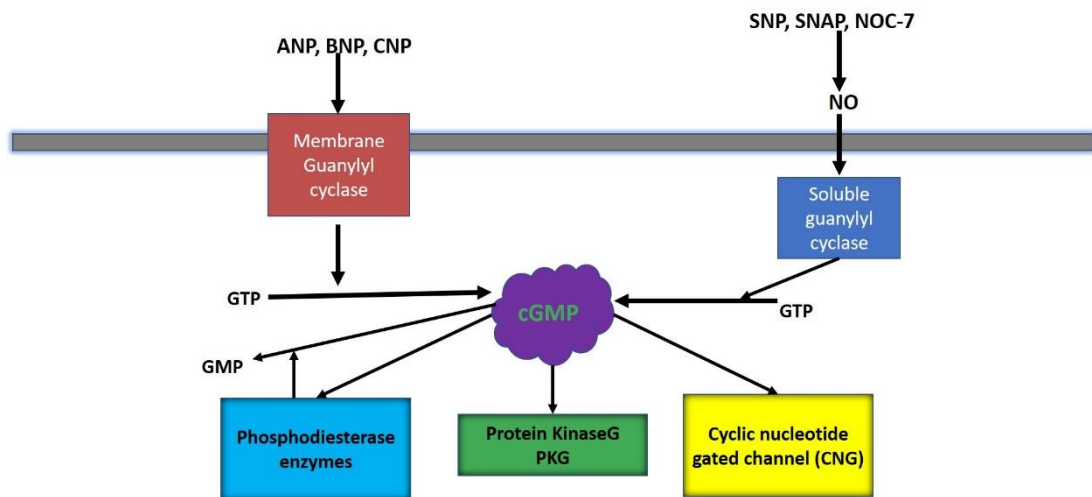 SNP, SNAP, NOC-7
ANP, BNP, CNP
NO
Membrane
Guanylyl
cyclase
Soluble
guanylyl
cyclase
GTP
cGMP
GTP
GMP
Phosphodiesterase
enzymes
Protein KinaseG
PKG
Cyclic nucleotide
gated channel (CNG)